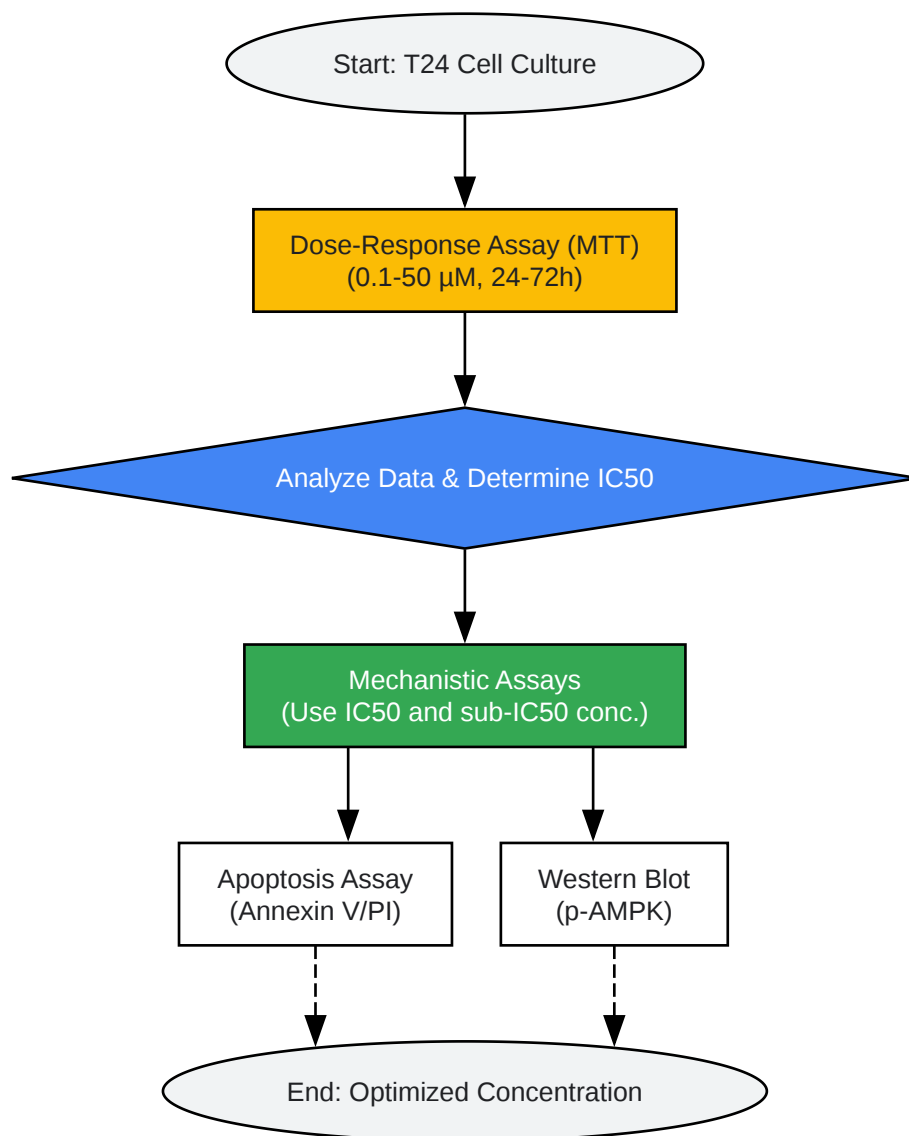 Start: T24 Cell Culture
Dose-Response Assay (MTT)
(0.1-50 µM, 24-72h)
Analyze Data & Determine IC50
Mechanistic Assays
(Use IC50 and sub-IC50 conc.)
Apoptosis Assay
(Annexin V/PI)
Western Blot
(p-AMPK)
End: Optimized Concentration